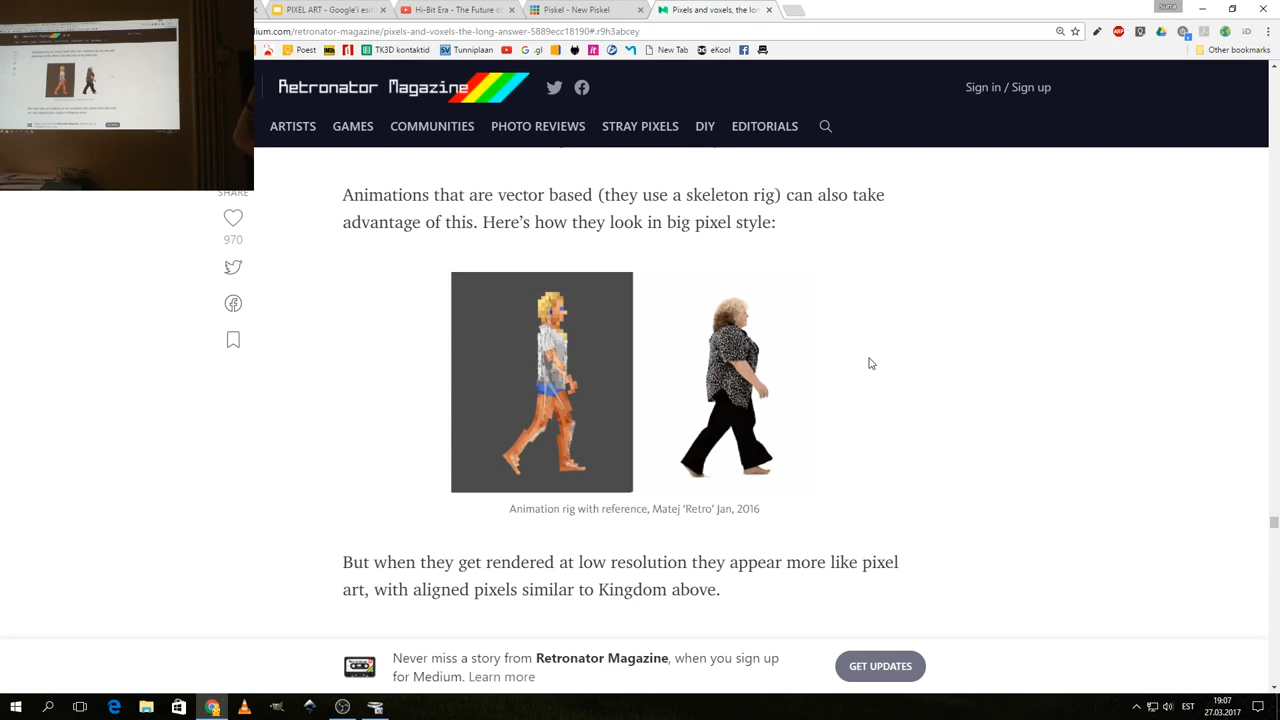 PIXEL ART - Google'i esit
Hi-Bit Era - The Future o
Piskel - New Piskel
Pixels and voxels, the lon
suma
ium.com/retronator-magazine/pixels-and-voxels-the-long-answer-5889ecc18190#.r9h3abcey
Poest
TK3D kontaktid
Tunniplaan
gl
New Tab
eKool
Other bookmarks
Retronator Magazine
Sign in / Sign up
ARTISTS GAMES COMMUNITIES PHOTO REVIEWS STRAY PIXELS DIY EDITORIALS
SHARE
970
Animations that are vector based (they use a skeleton rig) can also take
advantage of this. Here’s how they look in big pixel style:
Animation rig with reference, Matej ‘Retro’ Jan, 2016
But when they get rendered at low resolution they appear more like pixel
art, with aligned pixels similar to Kingdom above.
Never miss a story from Retronator Magazine, when you sign up
for Medium. Learn more
GET UPDATES
EST
19:07
27.03.2017